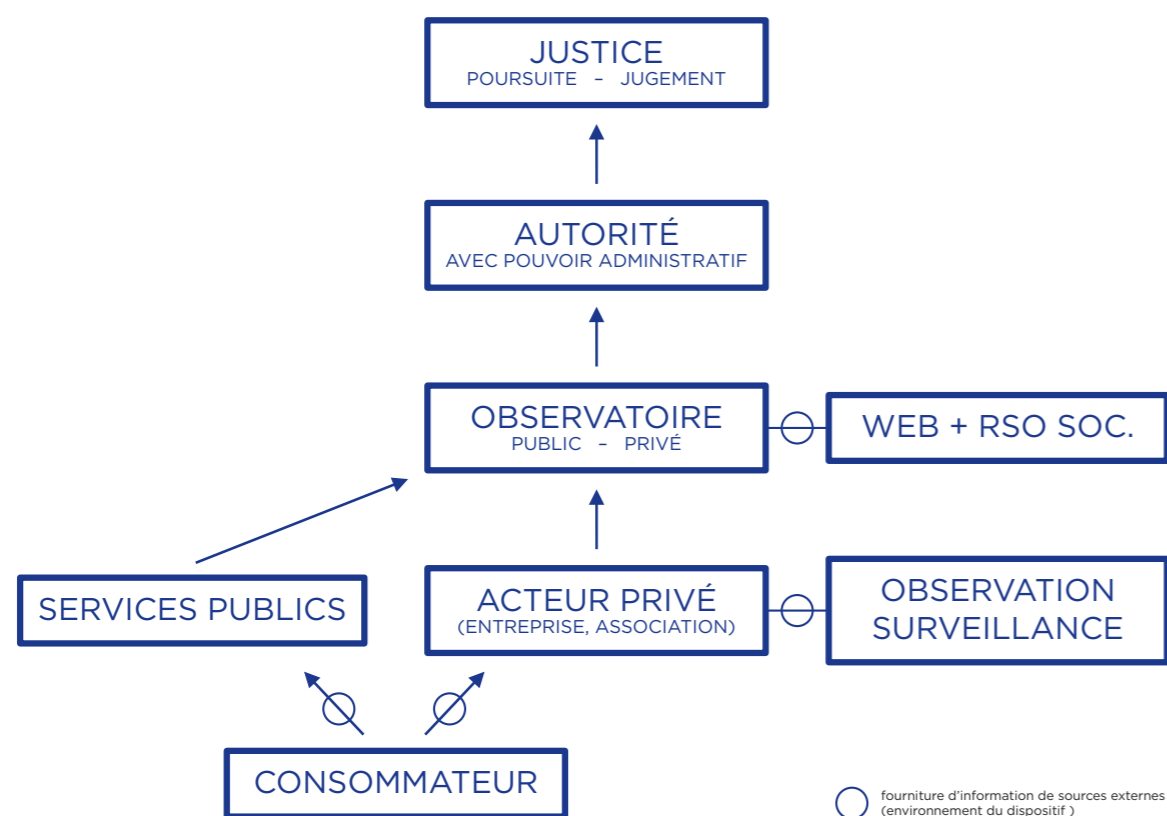 JUSTICE
POURSUITE – JUGEMENT
AUTORITÉ
AVEC POUVOIR ADMINISTRATIF
OBSERVATOIRE
PUBLIC – PRIVÉ
WEB + RSO SOC.
SERVICES PUBLICS
ACTEUR PRIVÉ
(ENTREPRISE, ASSOCIATION)
OBSERVATION
SURVEILLANCE
CONSOMMATEUR
fourniture d'information de sources externes
(environement du dispositif )